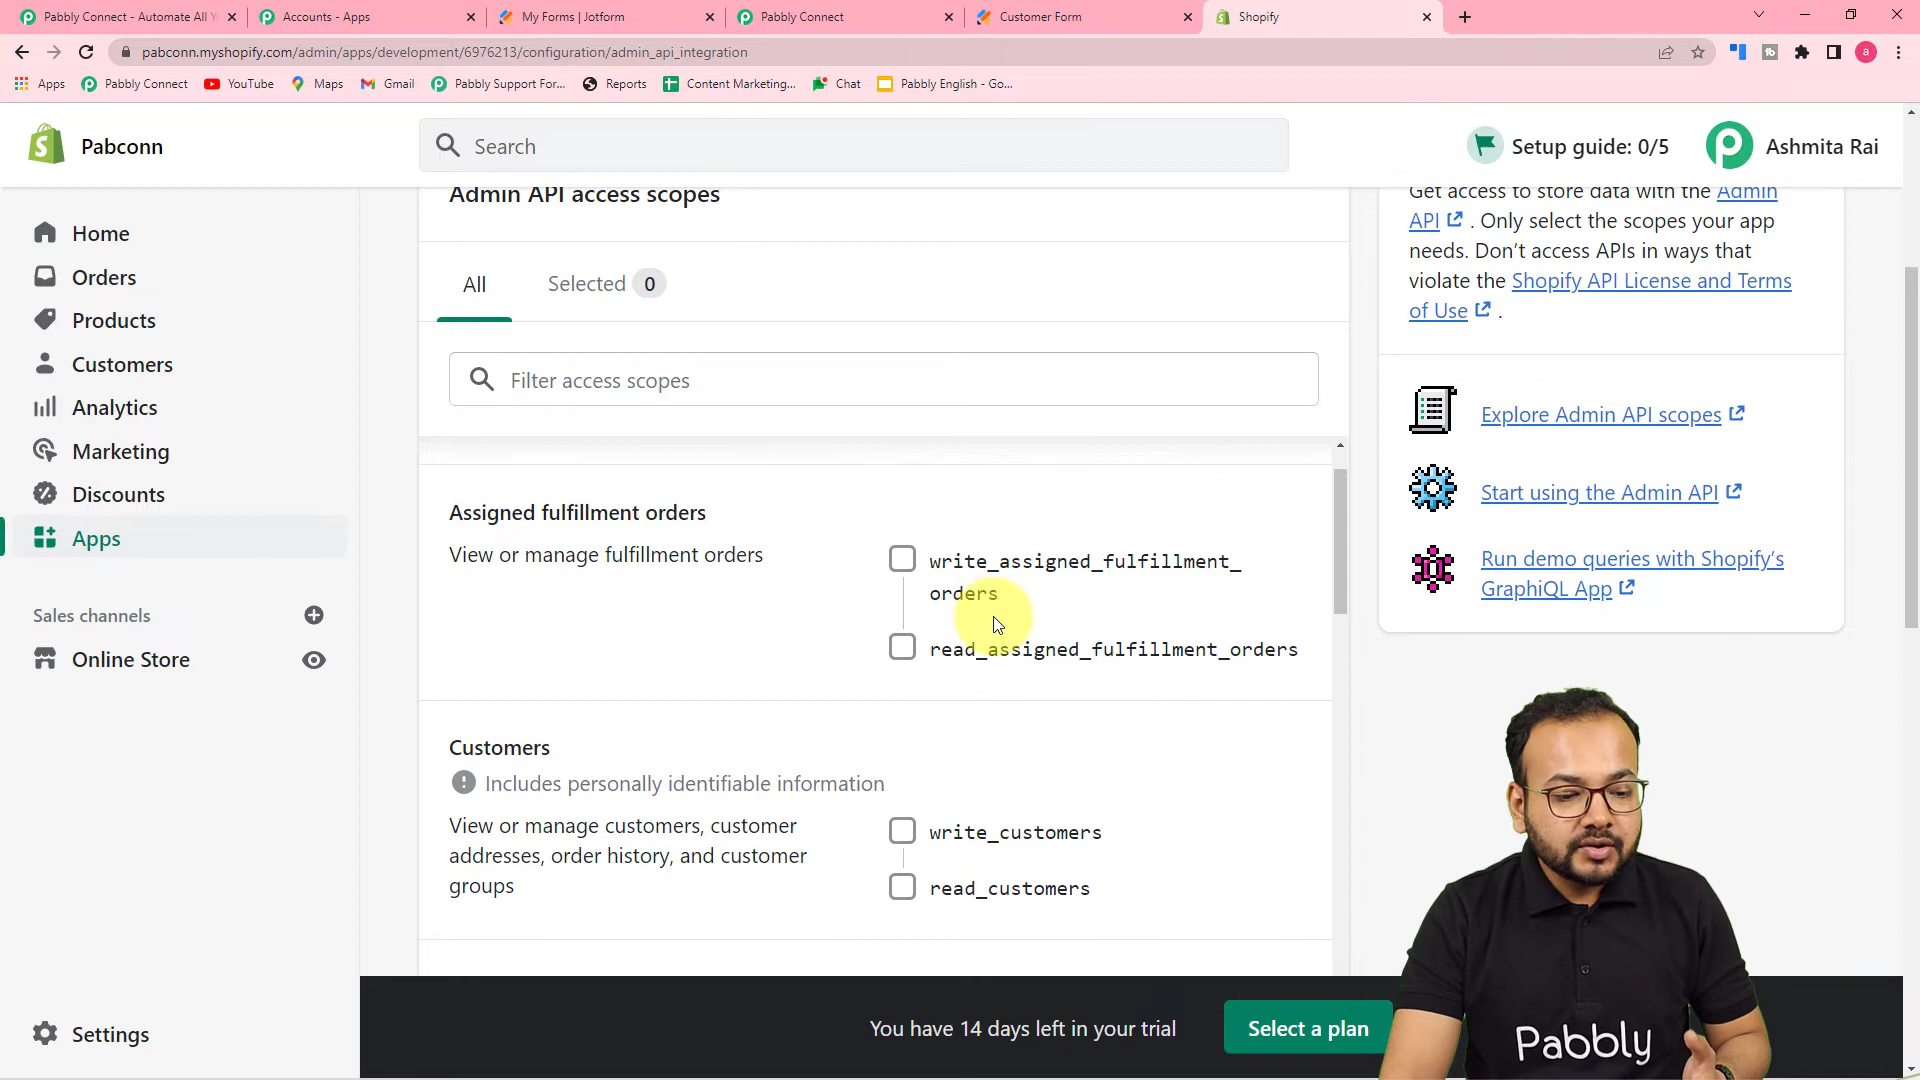 Pabbly Connect - Automate All Y
Accounts - Apps
My Forms | Jotform
Pabbly Connect
Customer Form
Shopify
pabconn.myshopify.com/admin/apps/development/6976213/configuration/admin_api_integration
a
Apps
Pabbly Connect
YouTube
Maps
Gmail
Pabbly Support For...
Reports
Content Marketing...
Chat
Pabbly English - Go...
Pabconn
Search
Setup guide: 0/5
Ashmita Rai
Home
Orders
Products
Customers
Analytics
Marketing
Discounts
Apps
Sales channels
Online Store
Settings
Admin API access scopes
All
Selected 0
Filter access scopes
Assigned fulfillment orders
View or manage fulfillment orders
write_assigned_fulfillment_
orders
read_assigned_fulfillment_orders
Customers
Includes personally identifiable information
View or manage customers, customer
addresses, order history, and customer
groups
write_customers
read_customers
Get access to store data with the Admin
API . Only select the scopes your app
needs. Don’t access APIs in ways that
violate the Shopify API License and Terms
of Use .
Explore Admin API scopes
Start using the Admin API
Run demo queries with Shopify’s
GraphiQL App
You have 14 days left in your trial
Select a plan
Pabbly